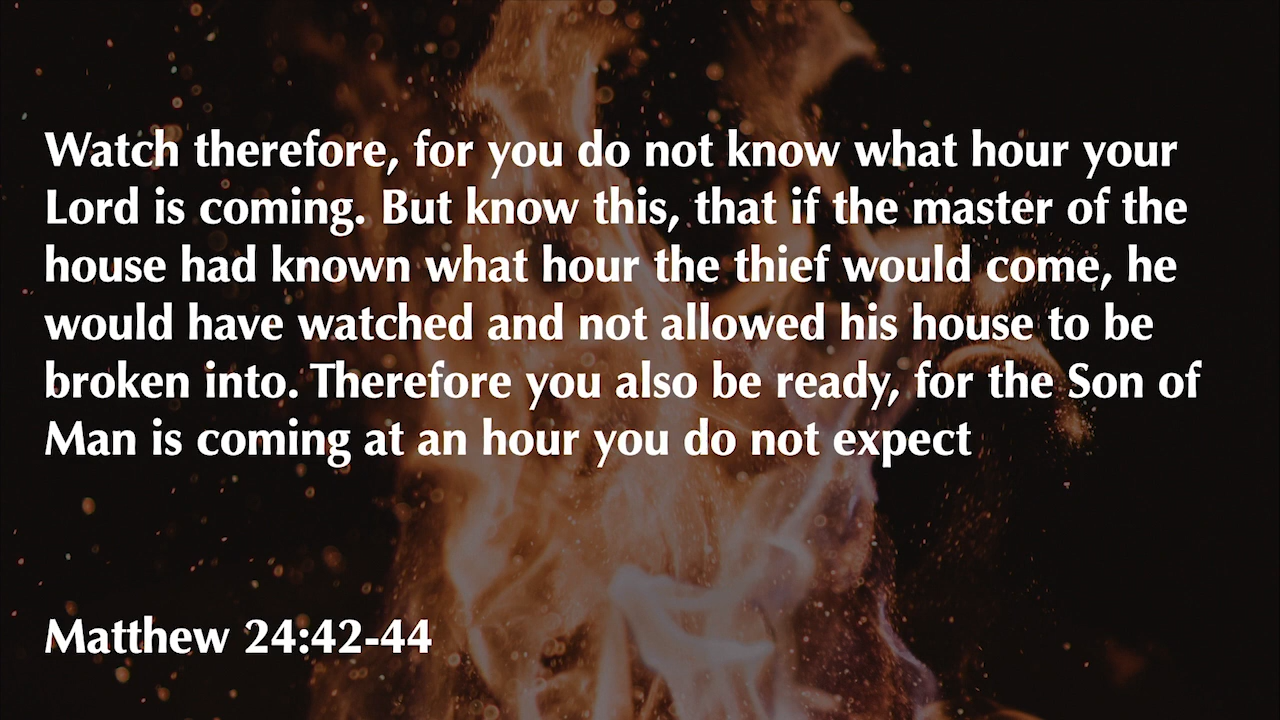 Watch therefore, for you do not know what hour your
Lord is coming. But know this, that if the master of the
house had known what hour the thief would come, he
would have watched and not allowed his house to be
broken into. Therefore you also be ready, for the Son of
Man is coming at an hour you do not expect
Matthew 24:42-44